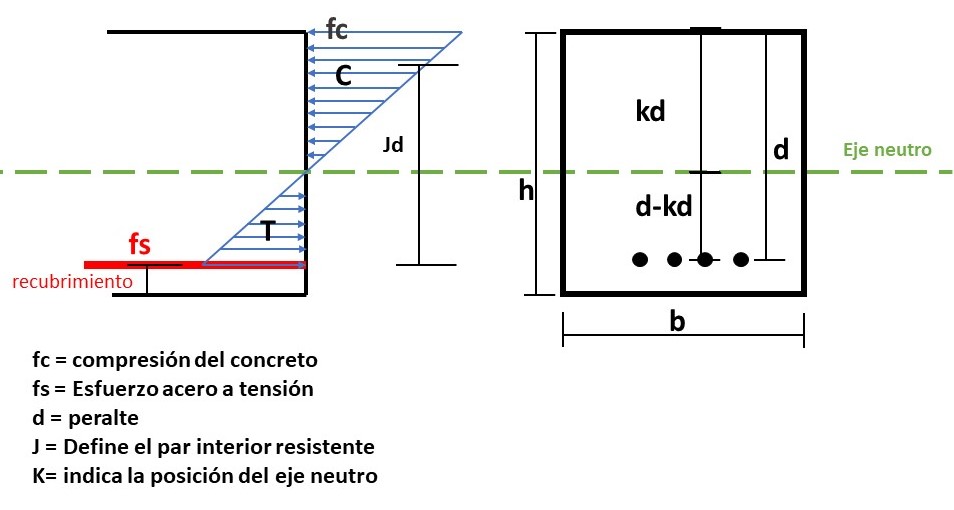 fc
C
Jd
T
fs
recubrimiento
kd
d
Eje neutro
h
d-kd
b
fc = compresión del concreto
fs = Esfuerzo acero a tensión
d = peralte
J = Define el par interior resistente
K= indica la posición del eje neutro